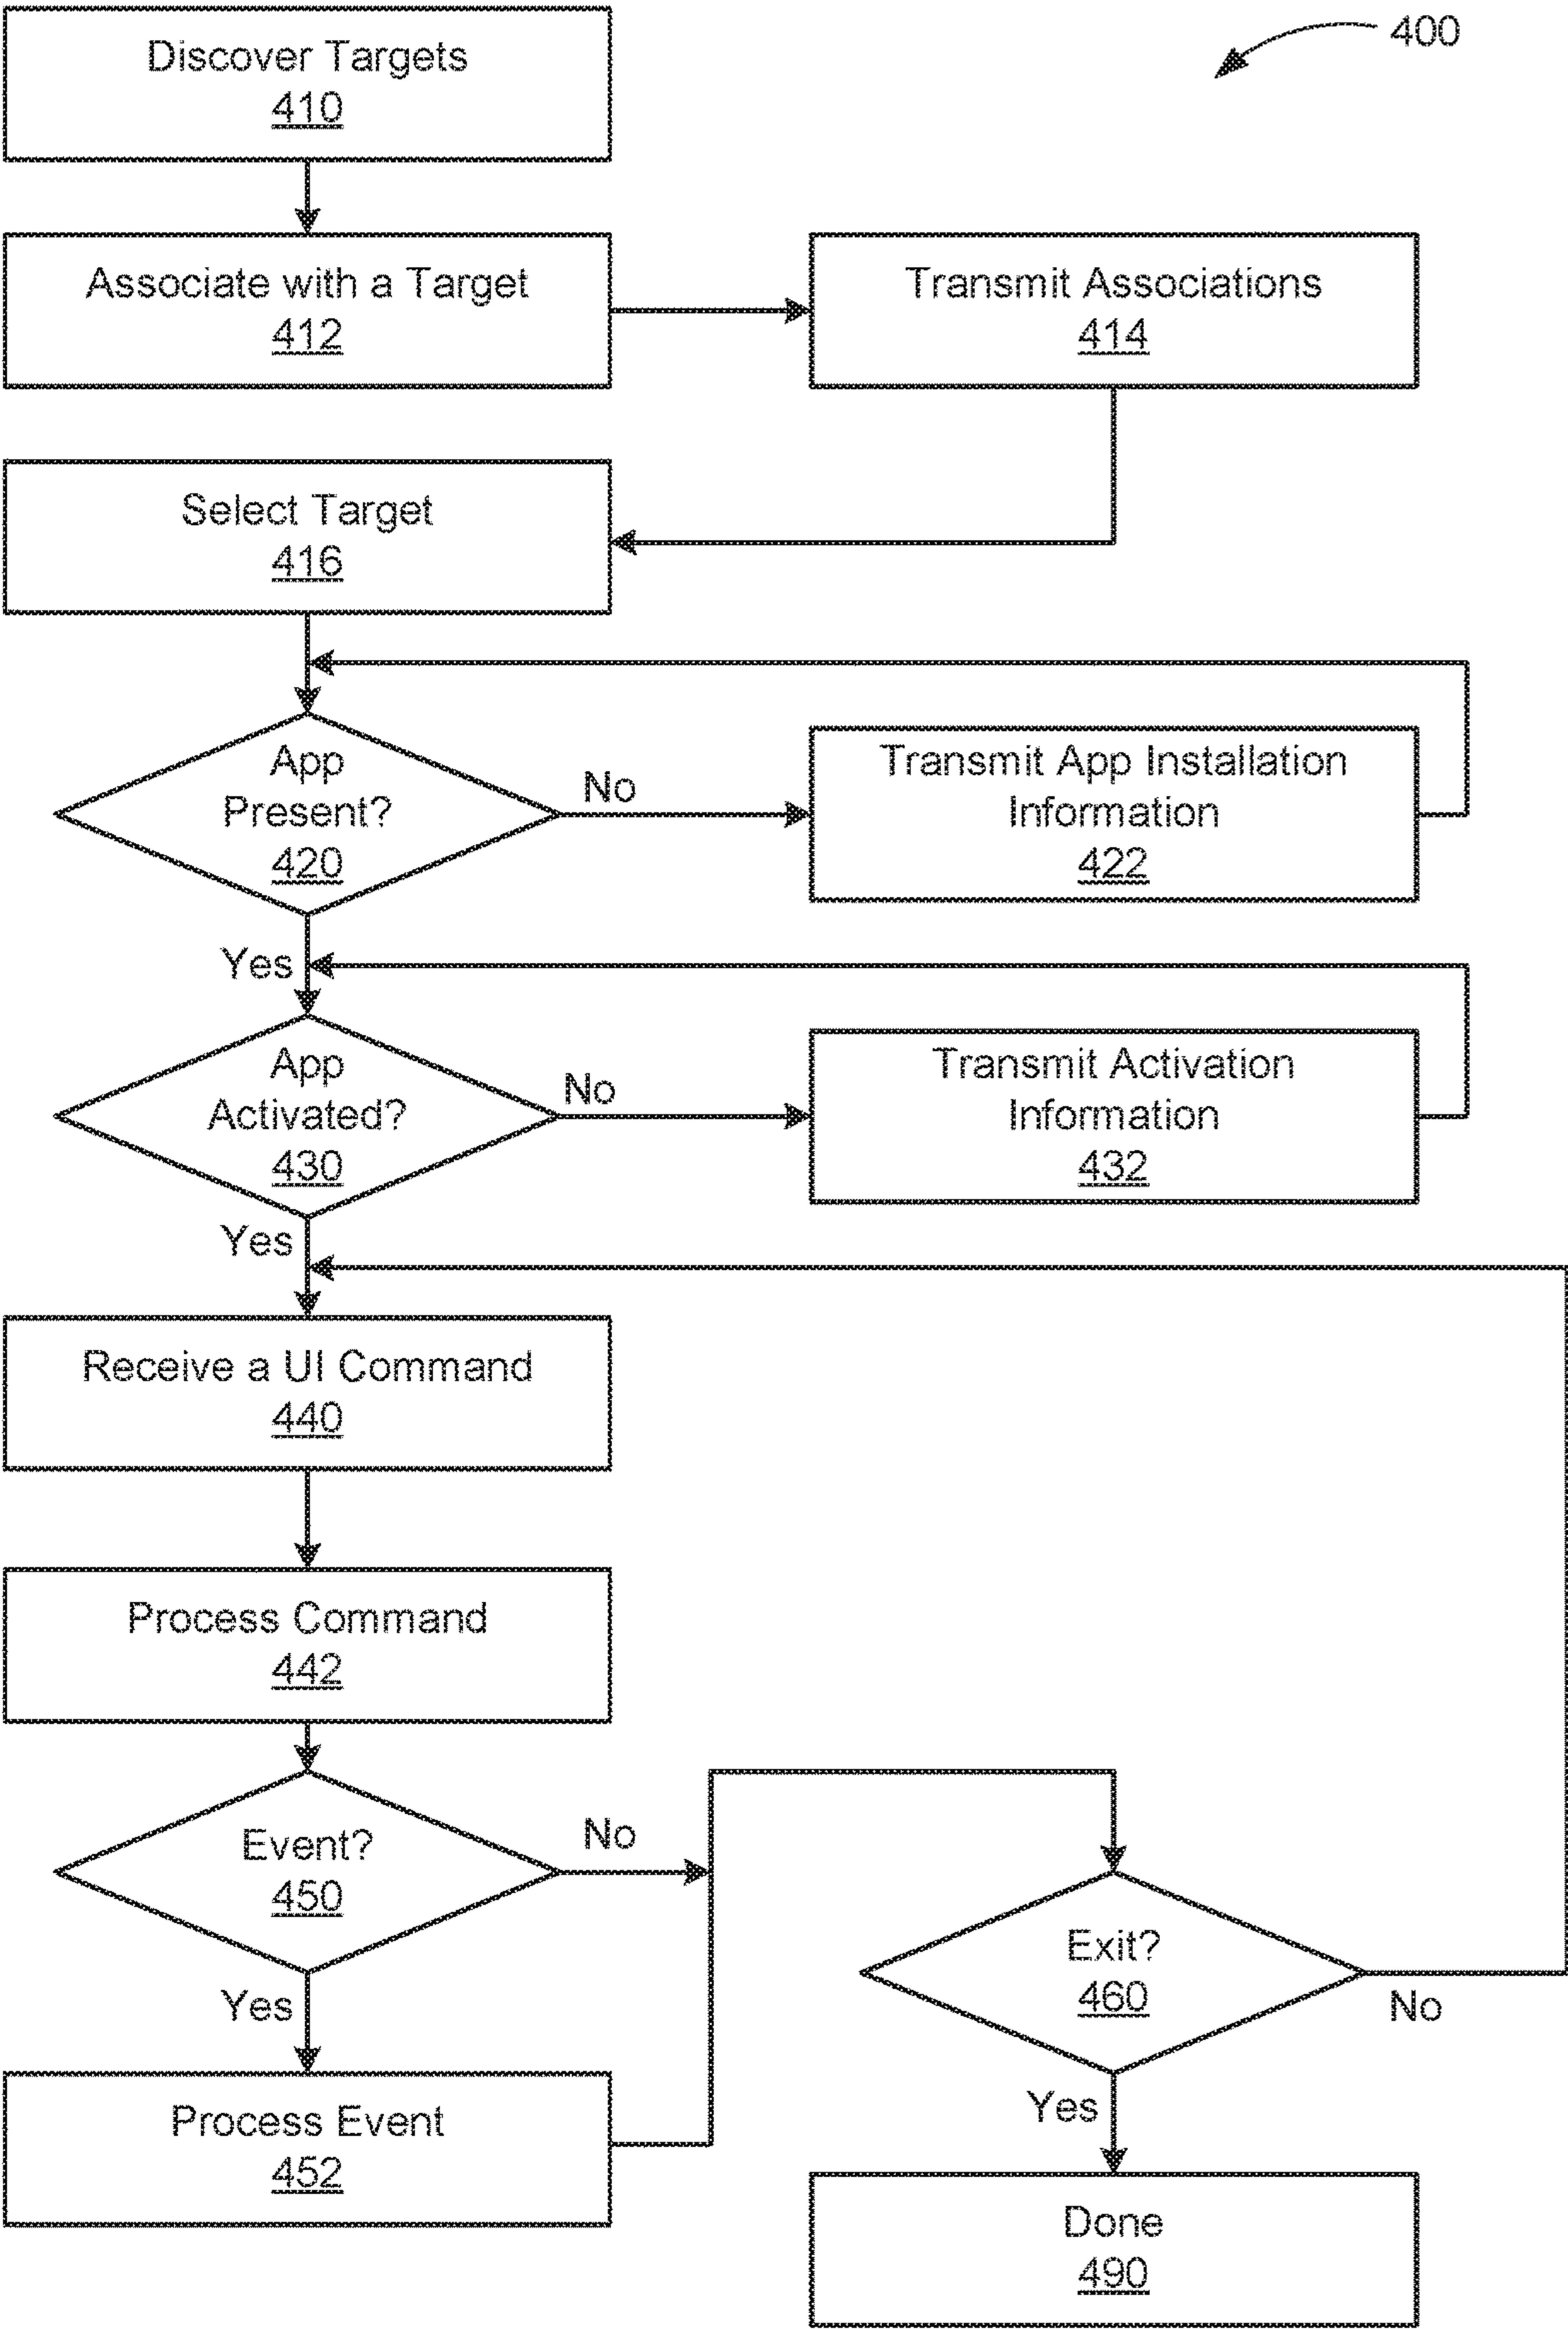 400
Discover Targets
410
Associate with a Target
412
Transmit Associations
414
Select Target
416
App
Present?
420
No
Transmit App Installation
Information
422
Yes
App
Activated?
430
No
Transmit Activation
Information
432
Yes
Receive a UI Command
440
Process Command
442
Event?
450
No
Yes
Process Event
452
Exit?
460
No
Yes
Done
490